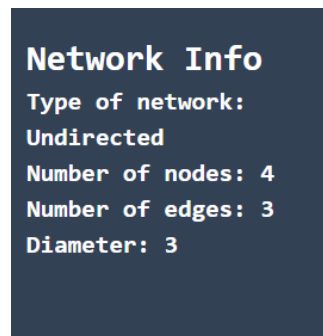 Network Info
Type of network:
Undirected
Number of nodes: 4
Number of edges: 3
Diameter: 3